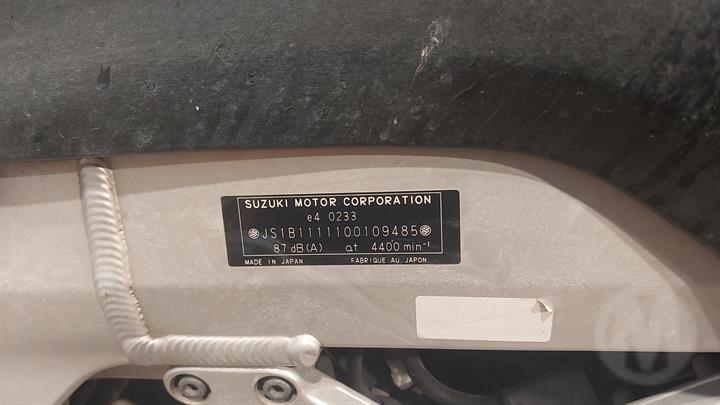 SUZUKI MOTOR CORPORATION
e4 0233
JS1B1111100109485
87 dB(A) at 4400 min⁻¹
MADE IN JAPAN FABRIQUE AU JAPON